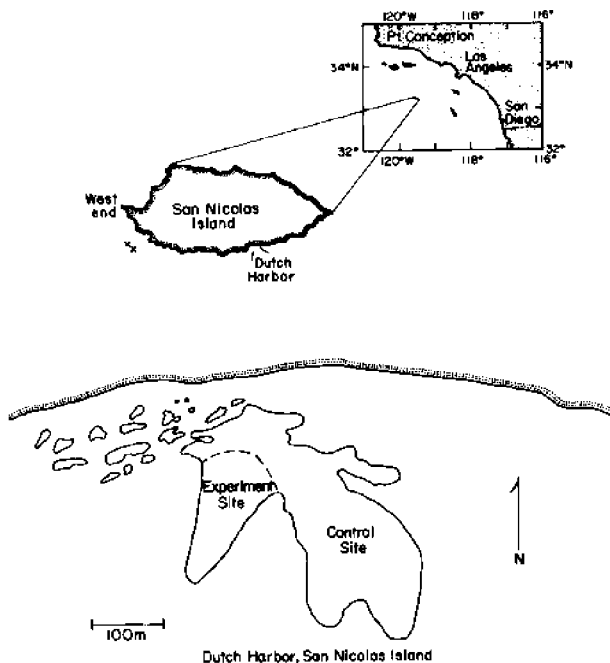 120°W 118° 116°
Pt Conception
Los
Angeles
34°N 34°N
San
Diego
32° 32°
120°W 118° 116°
West
end
San Nicolas
Island
Dutch
Harbor
Experiment
Site
Control
Site
N
100m
Dutch Harbor, San Nicolas Island